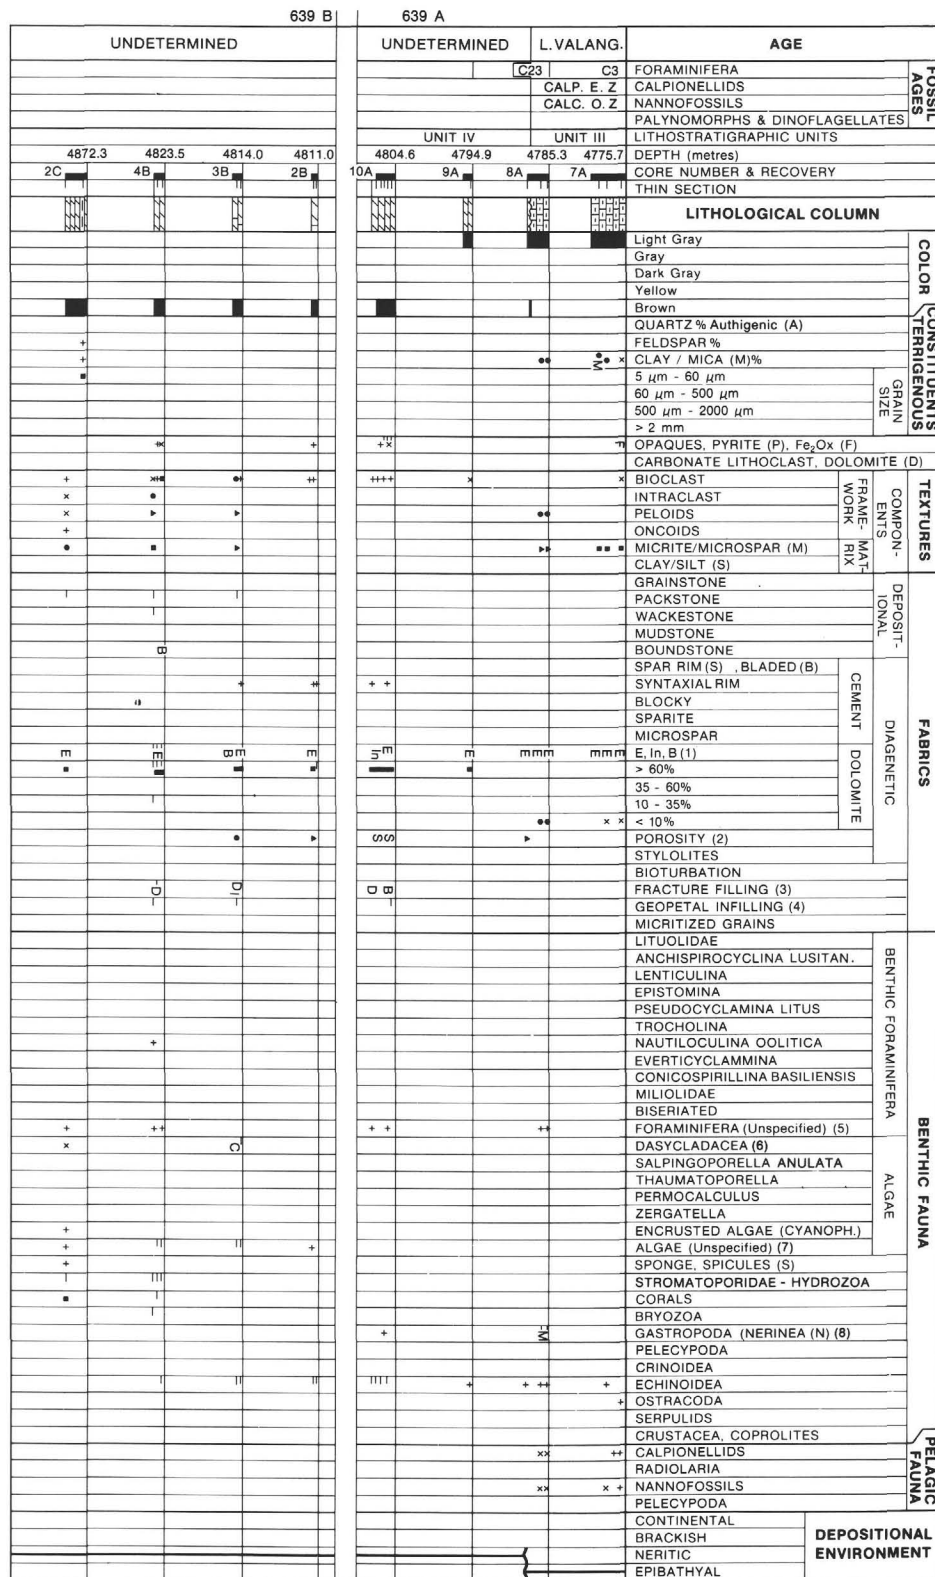 639 B 639 A
UNDETERMINED UNDETERMINED L.VALANG. AGE
C23 C3 FORAMINIFERA
CALP. E. Z CALPIONELLIDS
CALC. O. Z NANNOFOSSILS
PALYNOMORPHS & DINOFLAGELLATES
FOSSIL AGES
UNIT IV UNIT III LITHOSTRATIGRAPHIC UNITS
4872.3 4823.5 4814.0 4811.0 4804.6 4794.9 4785.3 4775.7 DEPTH (metres)
2C 4B 3B 2B 10A 9A 8A 7A CORE NUMBER & RECOVERY
THIN SECTION
LITHOLOGICAL COLUMN
Light Gray
Gray
Dark Gray
Yellow
Brown
COLOR
QUARTZ % Authigenic (A)
FELDSPAR %
CLAY / MICA (M)%
M
5 µm - 60 µm
60 µm - 500 µm
500 µm - 2000 µm
> 2 mm
GRAIN SIZE
TERRIGENOUS CONSTITUENTS
F OPAQUES, PYRITE (P), Fe2Ox (F)
CARBONATE LITHOCLAST, DOLOMITE (D)
BIOCLAST
INTRACLAST
PELOIDS
ONCOIDS
MICRITE/MICROSPAR (M)
CLAY/SILT (S)
FRAME-WORK
MAT-RIX
COMPON-ENTS
TEXTURES
GRAINSTONE
PACKSTONE
WACKESTONE
MUDSTONE
B BOUNDSTONE
DEPOSIT-IONAL
SPAR RIM (S) , BLADED (B)
SYNTAXIAL RIM
BLOCKY
SPARITE
MICROSPAR
CEMENT
E E E B E E In E E E E E E E E E, In, B (1)
> 60%
35 - 60%
10 - 35%
< 10%
DOLOMITE
S S POROSITY (2)
STYLOLITES
DIAGENETIC
BIOTURBATION
D D D B FRACTURE FILLING (3)
GEOPETAL INFILLING (4)
MICRITIZED GRAINS
FABRICS
LITUOLIDAE
ANCHISPIROCYCLINA LUSITAN.
LENTICULINA
EPISTOMINA
PSEUDOCYCLAMINA LITUS
TROCHOLINA
NAUTILOCULINA OOLITICA
EVERTICYCLAMMINA
CONICOSPIRILLINA BASILIENSIS
MILIOLIDAE
BISERIATED
FORAMINIFERA (Unspecified) (5)
BENTHIC FORAMINIFERA
C DASYCLADACEA (6)
SALPINGOPORELLA ANULATA
THAUMATOPORELLA
PERMOCALCULUS
ZERGATELLA
ENCRUSTED ALGAE (CYANOPH.)
ALGAE (Unspecified) (7)
ALGAE
SPONGE, SPICULES (S)
STROMATOPORIDAE - HYDROZOA
CORALS
BRYOZOA
M GASTROPODA (NERINEA (N) (8)
PELECYPODA
CRINOIDEA
ECHINOIDEA
OSTRACODA
SERPULIDS
CRUSTACEA, COPROLITES
BENTHIC FAUNA
CALPIONELLIDS
RADIOLARIA
NANNOFOSSILS
PELECYPODA
PELAGIC FAUNA
CONTINENTAL
BRACKISH
NERITIC
EPIBATHYAL
DEPOSITIONAL ENVIRONMENT